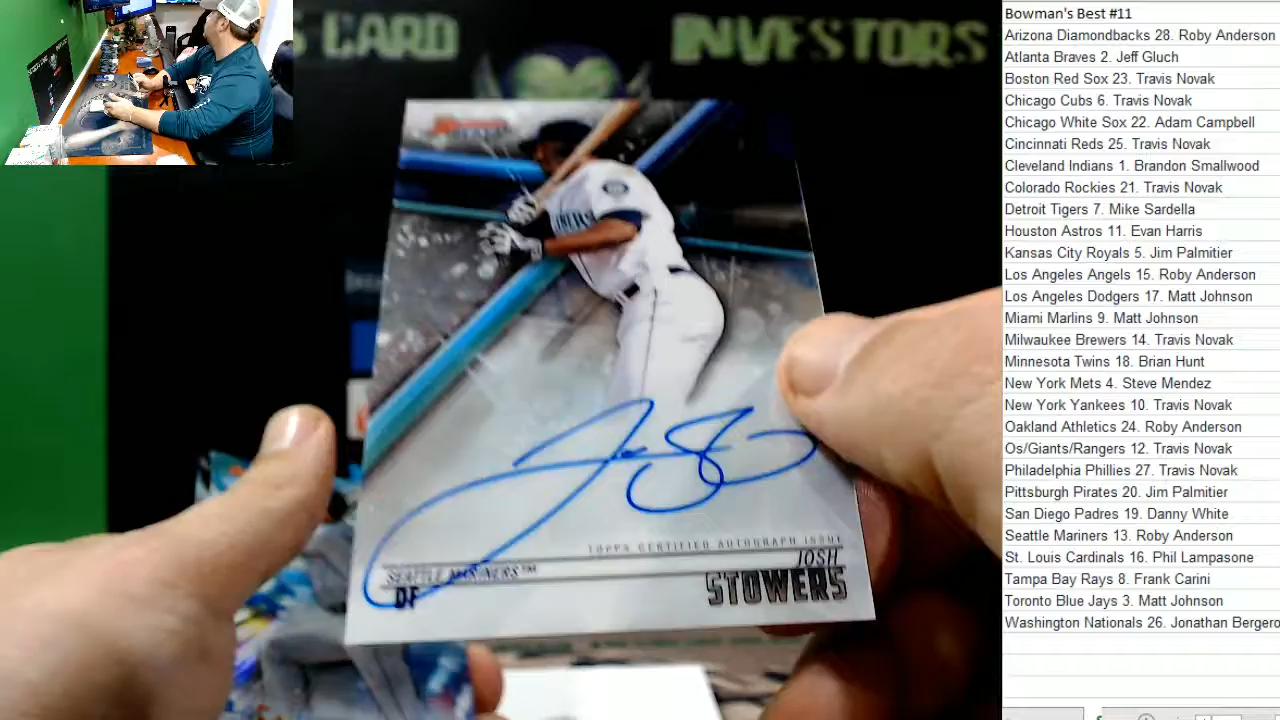 CARD INVESTORS
SEATTLE MARINERS™
OF
TOPPS CERTIFIED AUTOGRAPH ISSUE
JOSH
STOWERS
Bowman's Best #11
Arizona Diamondbacks 28. Roby Anderson
Atlanta Braves 2. Jeff Gluch
Boston Red Sox 23. Travis Novak
Chicago Cubs 6. Travis Novak
Chicago White Sox 22. Adam Campbell
Cincinnati Reds 25. Travis Novak
Cleveland Indians 1. Brandon Smallwood
Colorado Rockies 21. Travis Novak
Detroit Tigers 7. Mike Sardella
Houston Astros 11. Evan Harris
Kansas City Royals 5. Jim Palmitier
Los Angeles Angels 15. Roby Anderson
Los Angeles Dodgers 17. Matt Johnson
Miami Marlins 9. Matt Johnson
Milwaukee Brewers 14. Travis Novak
Minnesota Twins 18. Brian Hunt
New York Mets 4. Steve Mendez
New York Yankees 10. Travis Novak
Oakland Athletics 24. Roby Anderson
Os/Giants/Rangers 12. Travis Novak
Philadelphia Phillies 27. Travis Novak
Pittsburgh Pirates 20. Jim Palmitier
San Diego Padres 19. Danny White
Seattle Mariners 13. Roby Anderson
St. Louis Cardinals 16. Phil Lampasone
Tampa Bay Rays 8. Frank Carini
Toronto Blue Jays 3. Matt Johnson
Washington Nationals 26. Jonathan Bergero